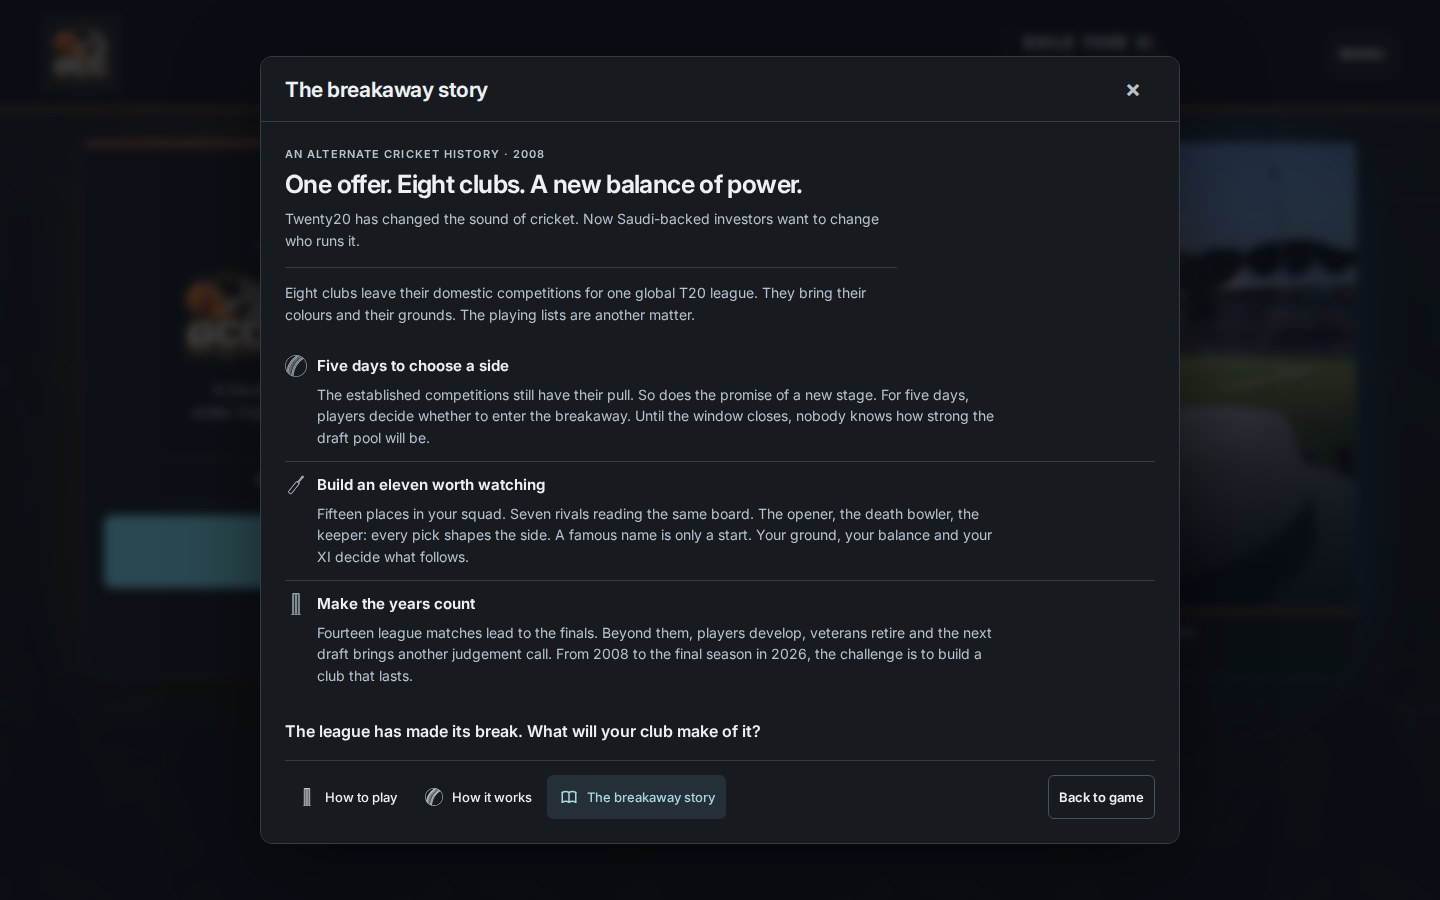 The breakaway story
AN ALTERNATE CRICKET HISTORY · 2008
One offer. Eight clubs. A new balance of power.
Twenty20 has changed the sound of cricket. Now Saudi-backed investors want to change
who runs it.
Eight clubs leave their domestic competitions for one global T20 league. They bring their
colours and their grounds. The playing lists are another matter.
Five days to choose a side
The established competitions still have their pull. So does the promise of a new stage. For five days,
players decide whether to enter the breakaway. Until the window closes, nobody knows how strong the
draft pool will be.
Build an eleven worth watching
Fifteen places in your squad. Seven rivals reading the same board. The opener, the death bowler, the
keeper: every pick shapes the side. A famous name is only a start. Your ground, your balance and your
XI decide what follows.
Make the years count
Fourteen league matches lead to the finals. Beyond them, players develop, veterans retire and the next
draft brings another judgement call. From 2008 to the final season in 2026, the challenge is to build a
club that lasts.
The league has made its break. What will your club make of it?
How to play
How it works
The breakaway story
Back to game